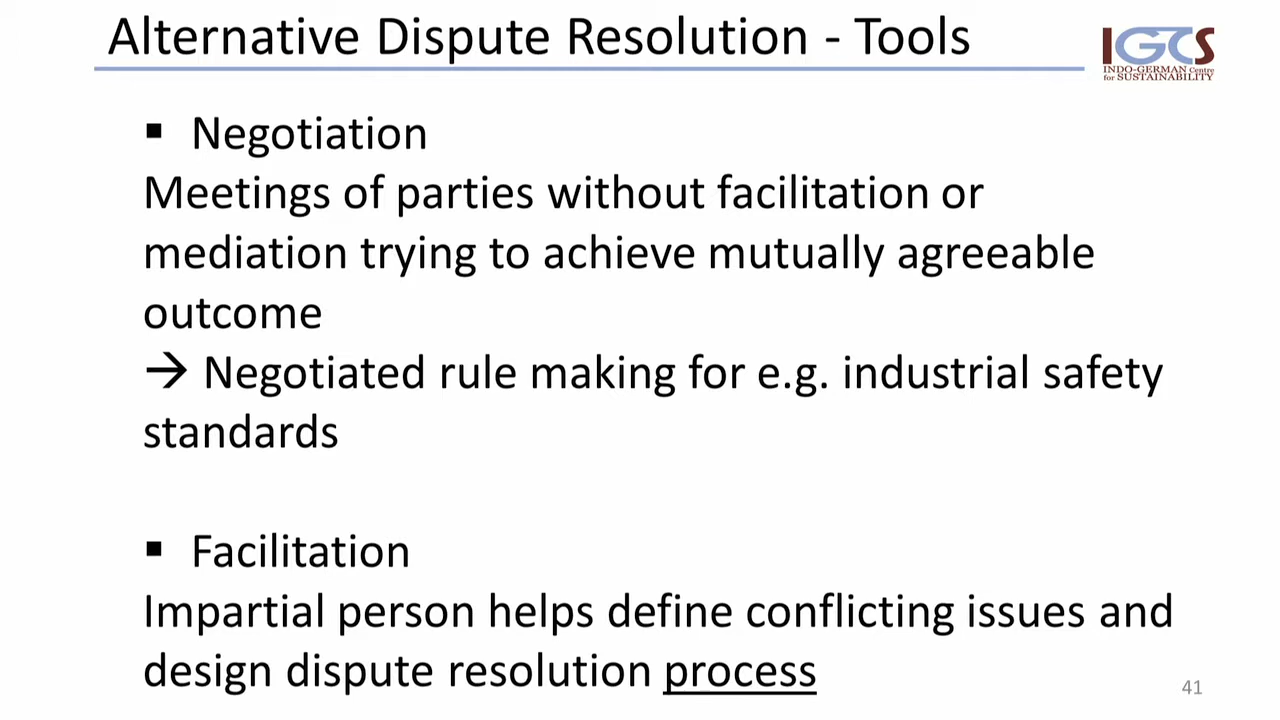 Alternative Dispute Resolution - Tools
IGCS
INDO-GERMAN Centre
for SUSTAINABILITY
▪ Negotiation
Meetings of parties without facilitation or
mediation trying to achieve mutually agreeable
outcome
→ Negotiated rule making for e.g. industrial safety
standards
▪ Facilitation
Impartial person helps define conflicting issues and
design dispute resolution process
41